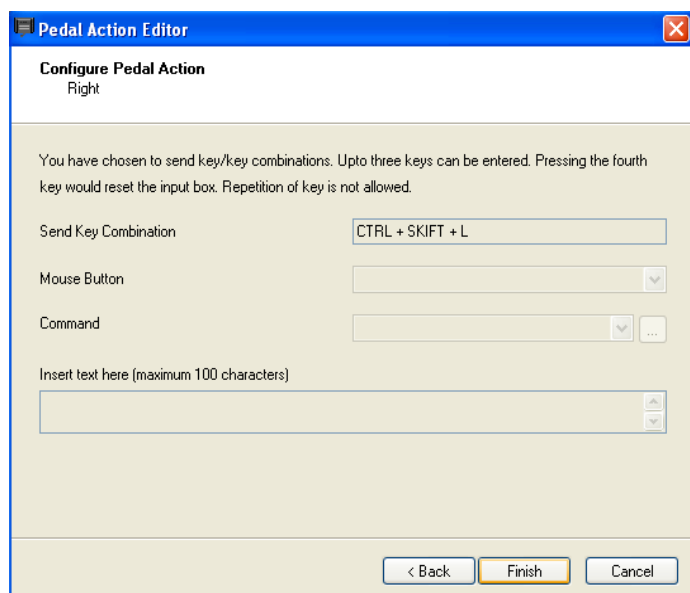 Pedal Action Editor
Configure Pedal Action
Right
You have chosen to send key/key combinations. Upto three keys can be entered. Pressing the fourth
key would reset the input box. Repetition of key is not allowed.
Send Key Combination
CTRL + SKIFT + L
Mouse Button
Command
...
Insert text here (maximum 100 characters)
< Back
Finish
Cancel